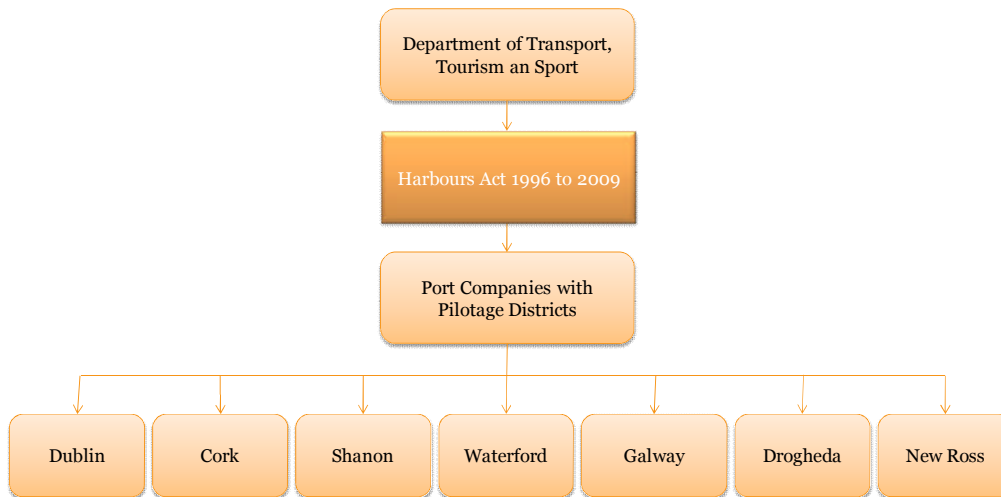 Department of Transport,
Tourism an Sport
Harbours Act 1996 to 2009
Port Companies with
Pilotage Districts
Dublin
Cork
Shanon
Waterford
Galway
Drogheda
New Ross